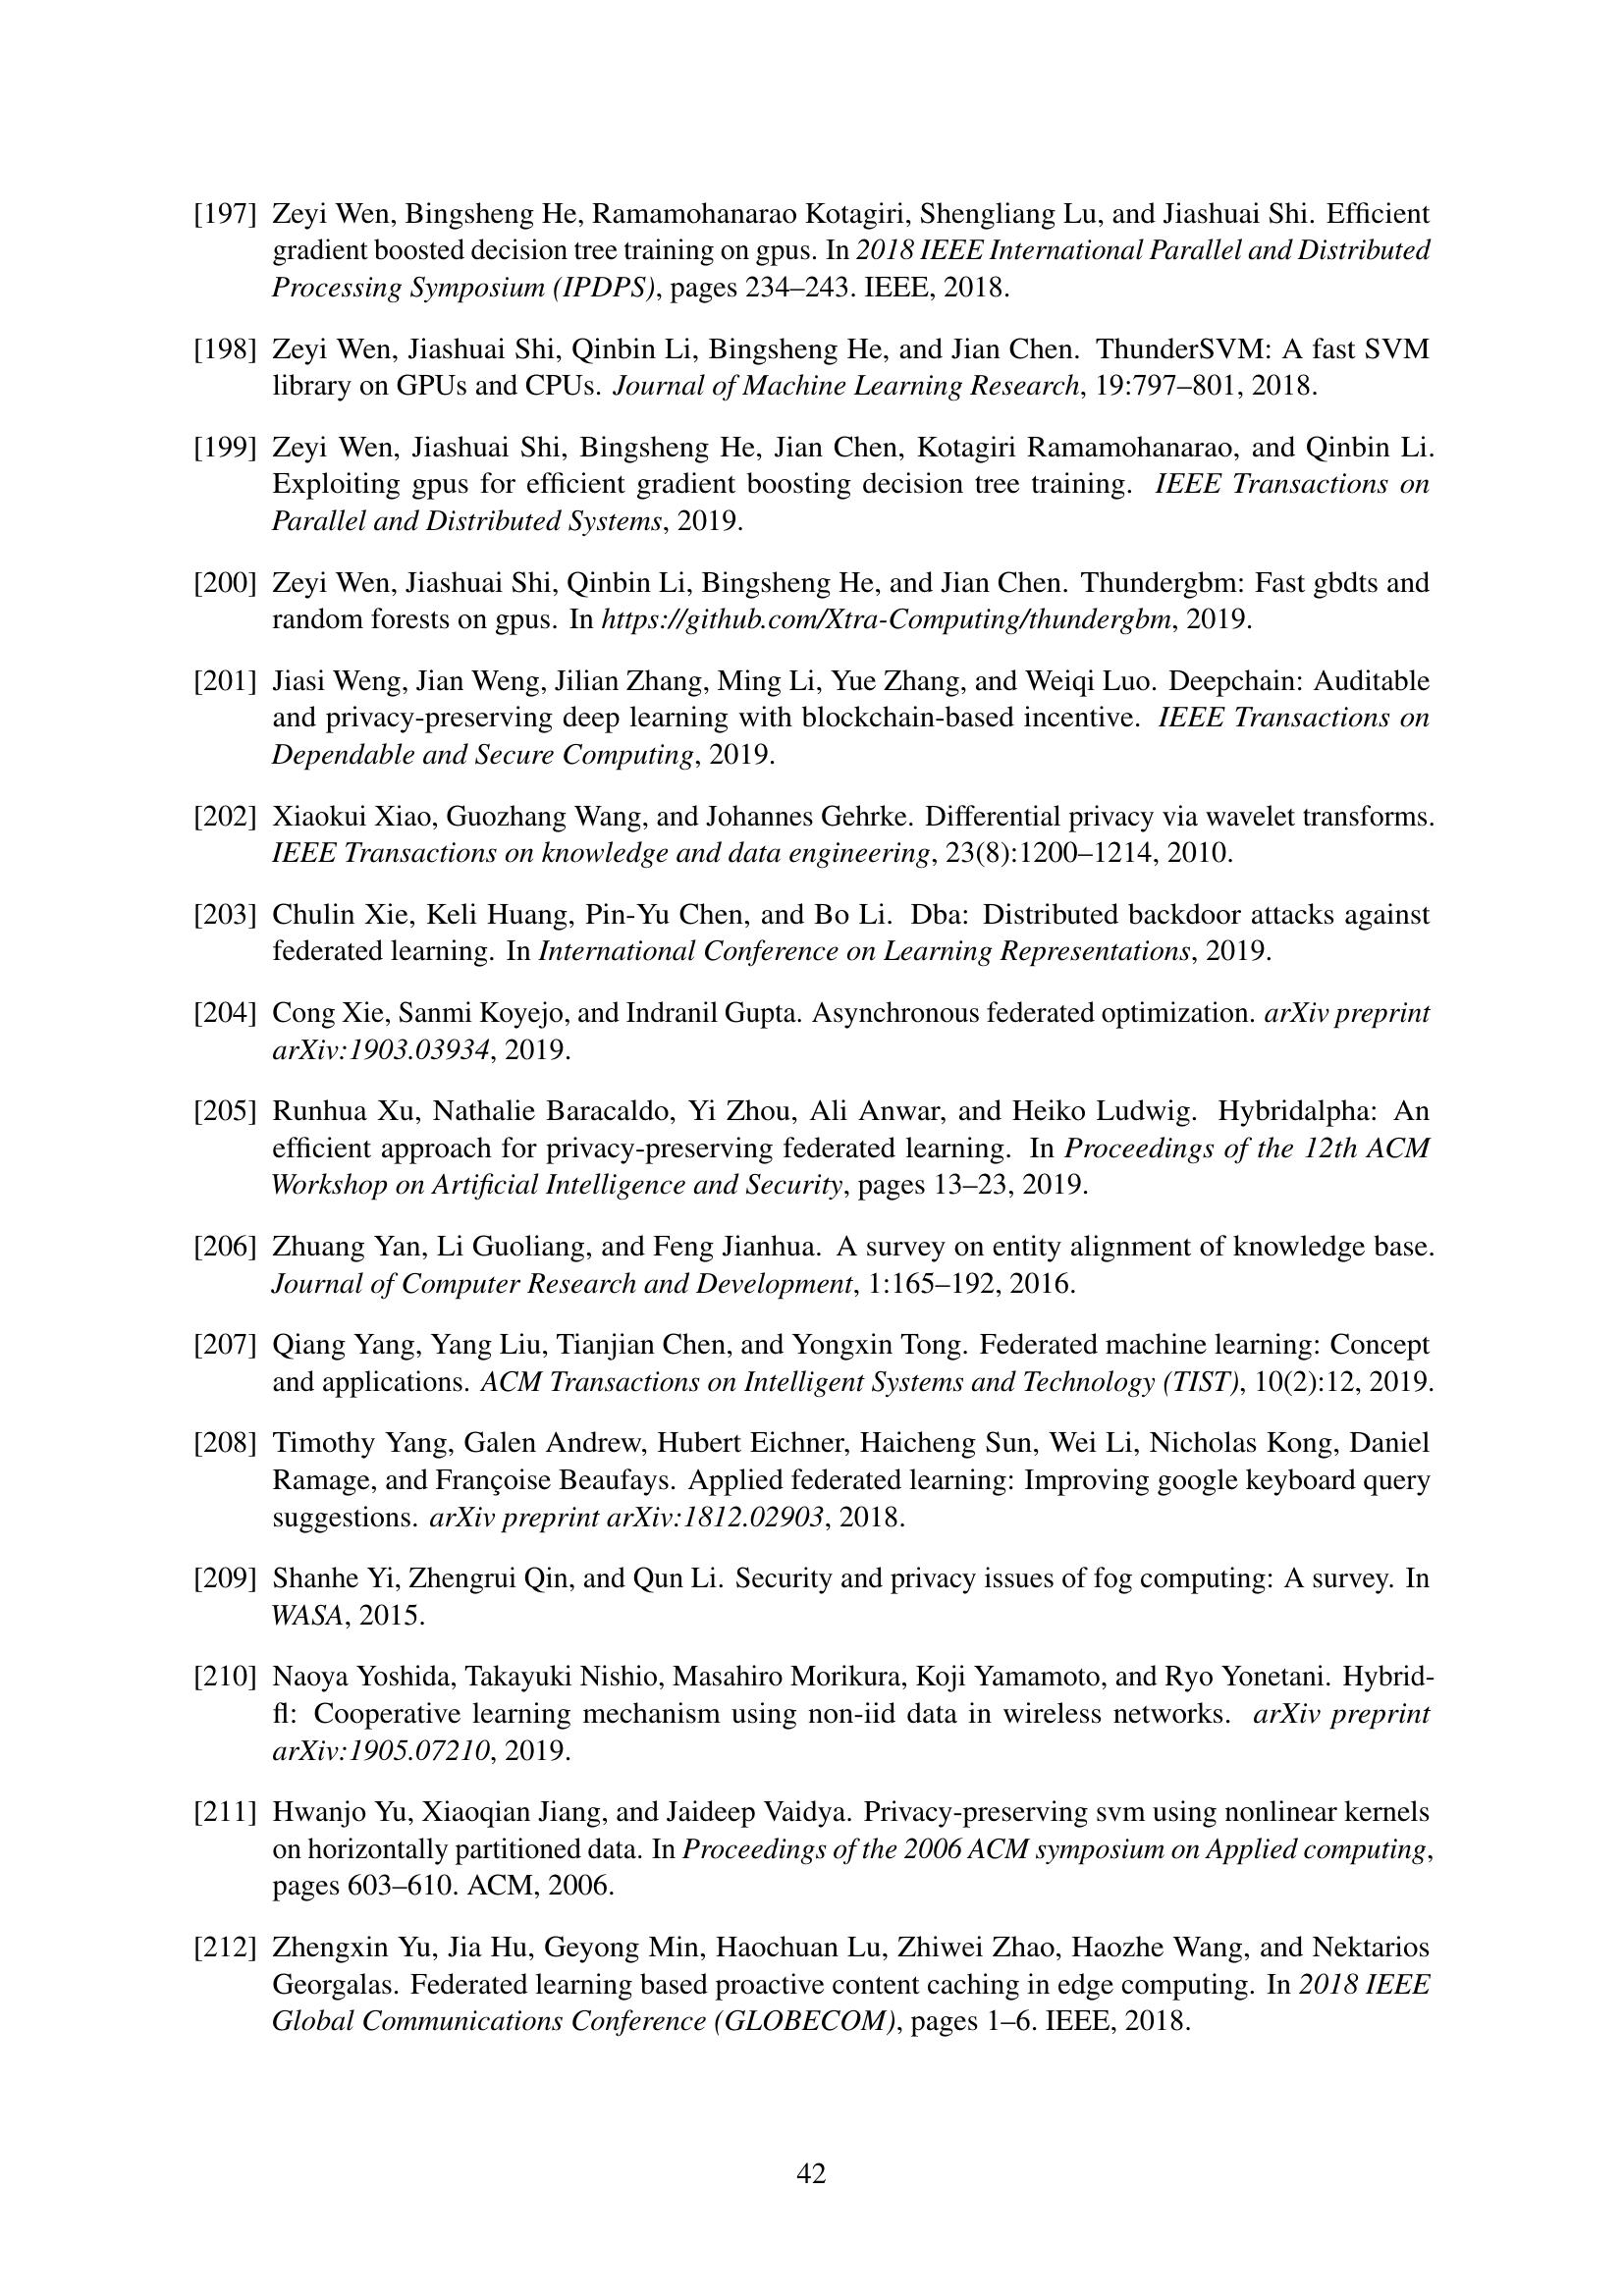 [197] Zeyi Wen, Bingsheng He, Ramamohanarao Kotagiri, Shengliang Lu, and Jiashuai Shi. Efficient
gradient boosted decision tree training on gpus. In 2018 IEEE International Parallel and Distributed
Processing Symposium (IPDPS), pages 234–243. IEEE, 2018.
[198] Zeyi Wen, Jiashuai Shi, Qinbin Li, Bingsheng He, and Jian Chen. ThunderSVM: A fast SVM
library on GPUs and CPUs. Journal of Machine Learning Research, 19:797–801, 2018.
[199] Zeyi Wen, Jiashuai Shi, Bingsheng He, Jian Chen, Kotagiri Ramamohanarao, and Qinbin Li.
Exploiting gpus for efficient gradient boosting decision tree training. IEEE Transactions on
Parallel and Distributed Systems, 2019.
[200] Zeyi Wen, Jiashuai Shi, Qinbin Li, Bingsheng He, and Jian Chen. Thundergbm: Fast gbdts and
random forests on gpus. In https://github.com/Xtra-Computing/thundergbm, 2019.
[201] Jiasi Weng, Jian Weng, Jilian Zhang, Ming Li, Yue Zhang, and Weiqi Luo. Deepchain: Auditable
and privacy-preserving deep learning with blockchain-based incentive. IEEE Transactions on
Dependable and Secure Computing, 2019.
[202] Xiaokui Xiao, Guozhang Wang, and Johannes Gehrke. Differential privacy via wavelet transforms.
IEEE Transactions on knowledge and data engineering, 23(8):1200–1214, 2010.
[203] Chulin Xie, Keli Huang, Pin-Yu Chen, and Bo Li. Dba: Distributed backdoor attacks against
federated learning. In International Conference on Learning Representations, 2019.
[204] Cong Xie, Sanmi Koyejo, and Indranil Gupta. Asynchronous federated optimization. arXiv preprint
arXiv:1903.03934, 2019.
[205] Runhua Xu, Nathalie Baracaldo, Yi Zhou, Ali Anwar, and Heiko Ludwig. Hybridalpha: An
efficient approach for privacy-preserving federated learning. In Proceedings of the 12th ACM
Workshop on Artificial Intelligence and Security, pages 13–23, 2019.
[206] Zhuang Yan, Li Guoliang, and Feng Jianhua. A survey on entity alignment of knowledge base.
Journal of Computer Research and Development, 1:165–192, 2016.
[207] Qiang Yang, Yang Liu, Tianjian Chen, and Yongxin Tong. Federated machine learning: Concept
and applications. ACM Transactions on Intelligent Systems and Technology (TIST), 10(2):12, 2019.
[208] Timothy Yang, Galen Andrew, Hubert Eichner, Haicheng Sun, Wei Li, Nicholas Kong, Daniel
Ramage, and Françoise Beaufays. Applied federated learning: Improving google keyboard query
suggestions. arXiv preprint arXiv:1812.02903, 2018.
[209] Shanhe Yi, Zhengrui Qin, and Qun Li. Security and privacy issues of fog computing: A survey. In
WASA, 2015.
[210] Naoya Yoshida, Takayuki Nishio, Masahiro Morikura, Koji Yamamoto, and Ryo Yonetani. Hybrid-
fl: Cooperative learning mechanism using non-iid data in wireless networks. arXiv preprint
arXiv:1905.07210, 2019.
[211] Hwanjo Yu, Xiaoqian Jiang, and Jaideep Vaidya. Privacy-preserving svm using nonlinear kernels
on horizontally partitioned data. In Proceedings of the 2006 ACM symposium on Applied computing,
pages 603–610. ACM, 2006.
[212] Zhengxin Yu, Jia Hu, Geyong Min, Haochuan Lu, Zhiwei Zhao, Haozhe Wang, and Nektarios
Georgalas. Federated learning based proactive content caching in edge computing. In 2018 IEEE
Global Communications Conference (GLOBECOM), pages 1–6. IEEE, 2018.
42